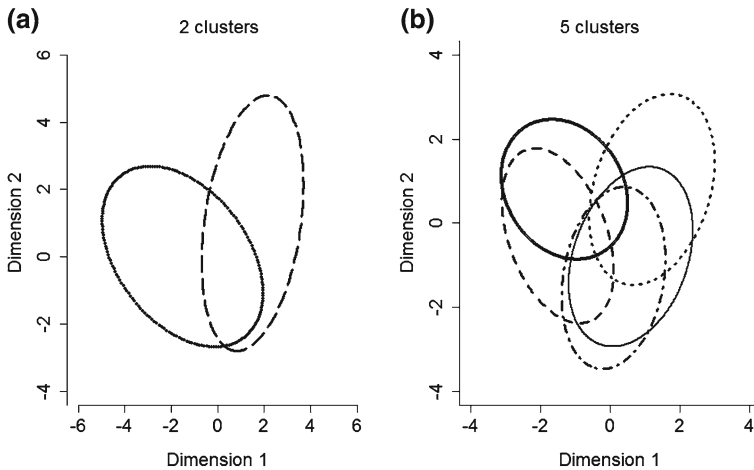 (a)
2 clusters
6
4
2
0
-2
-4
Dimension 2
-6 -4 -2 0 2 4 6
Dimension 1
(b)
5 clusters
4
2
0
-2
-4
Dimension 2
-4 -2 0 2 4
Dimension 1